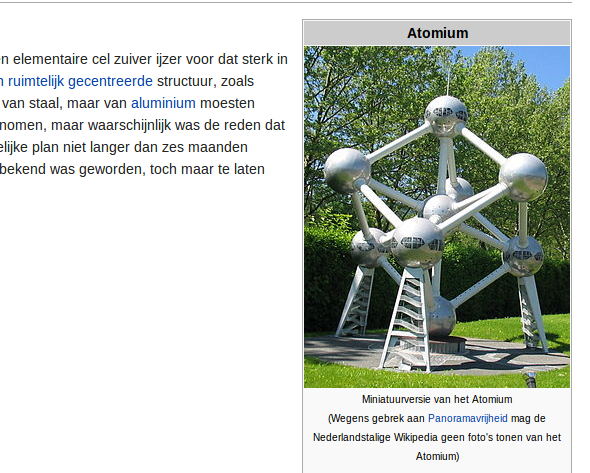 n elementaire cel zuiver ijzer voor dat sterk in
n ruimtelijk gecentreerde structuur, zoals
van staal, maar van aluminium moesten
nomen, maar waarschijnlijk was de reden dat
elijke plan niet langer dan zes maanden
bekend was geworden, toch maar te laten
Atomium
Miniatuurversie van het Atomium
(Wegens gebrek aan Panoramavrijheid mag de
Nederlandstalige Wikipedia geen foto's tonen van het
Atomium)